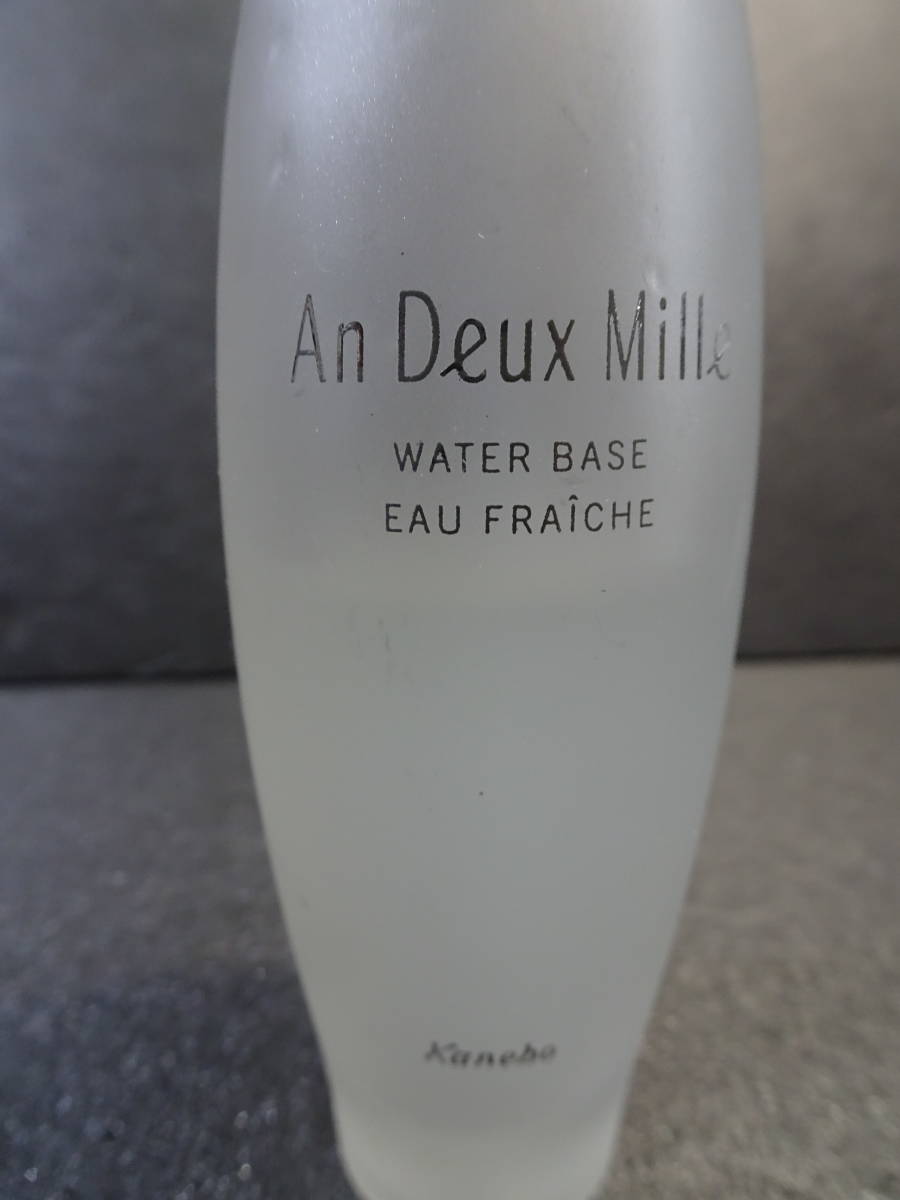 An Deux Mille
WATER BASE
EAU FRAÎCHE
Kanebo